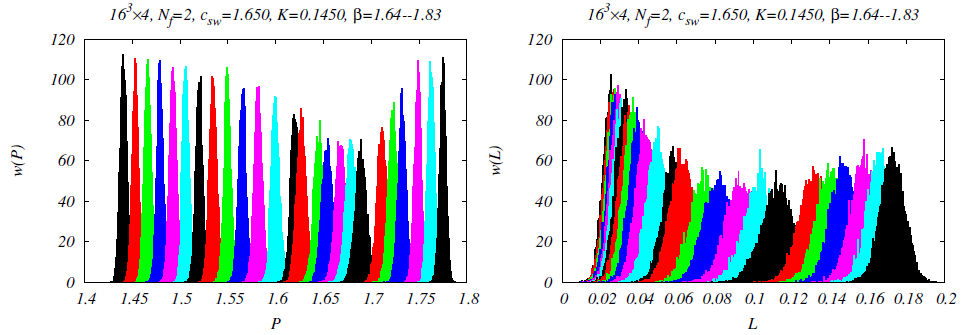 16³×4, N_f=2, c_sw=1.650, K=0.1450, β=1.64--1.83
w(P)
120
100
80
60
40
20
0
1.4 1.45 1.5 1.55 1.6 1.65 1.7 1.75 1.8
P
16³×4, N_f=2, c_sw=1.650, K=0.1450, β=1.64--1.83
w(L)
120
100
80
60
40
20
0
0 0.02 0.04 0.06 0.08 0.1 0.12 0.14 0.16 0.18 0.2
L